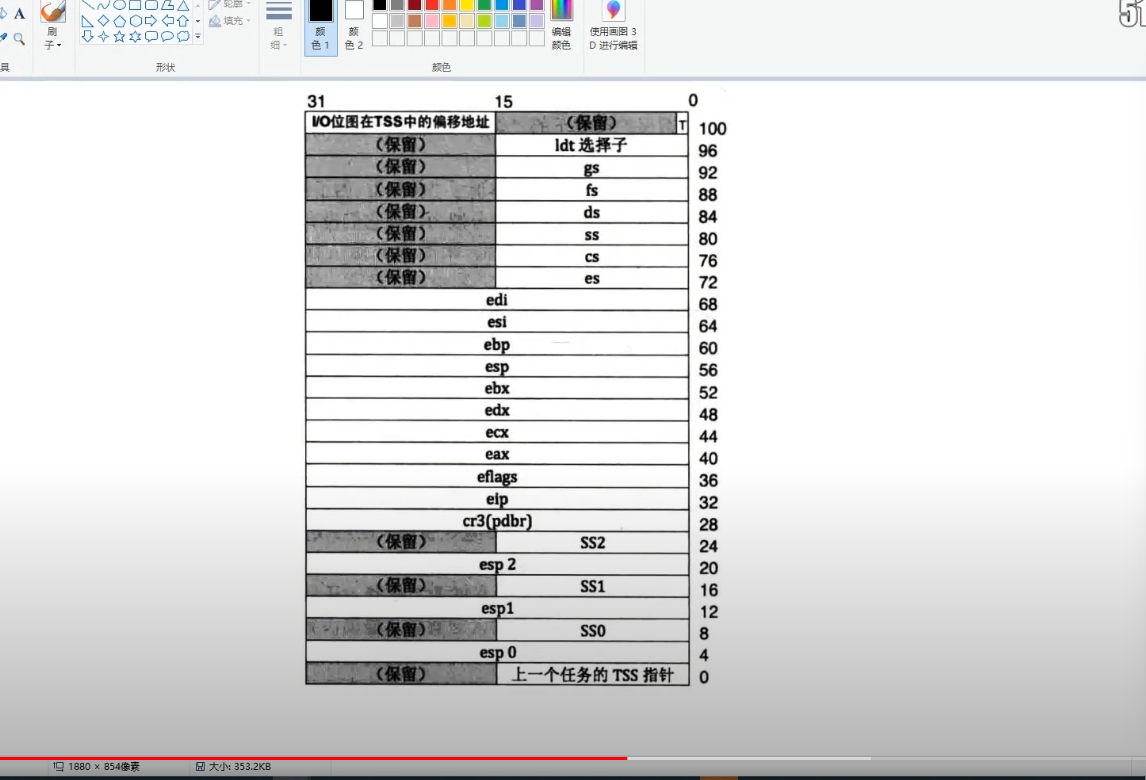 轮廓
填充
刷
子
形状
粗
细
颜
色 1
颜
色 2
编辑
颜色
使用画图 3
D 进行编辑
具
颜色
51
31 15 0
I/O位图在TSS中的偏移地址 （保留） T 100
（保留） ldt 选择子 96
（保留） gs 92
（保留） fs 88
（保留） ds 84
（保留） ss 80
（保留） cs 76
（保留） es 72
edi 68
esi 64
ebp 60
esp 56
ebx 52
edx 48
ecx 44
eax 40
eflags 36
eip 32
cr3(pdbr) 28
（保留） SS2 24
esp 2 20
（保留） SS1 16
esp1 12
（保留） SS0 8
esp 0 4
（保留） 上一个任务的 TSS 指针 0
1880 × 854像素
大小: 353.2KB